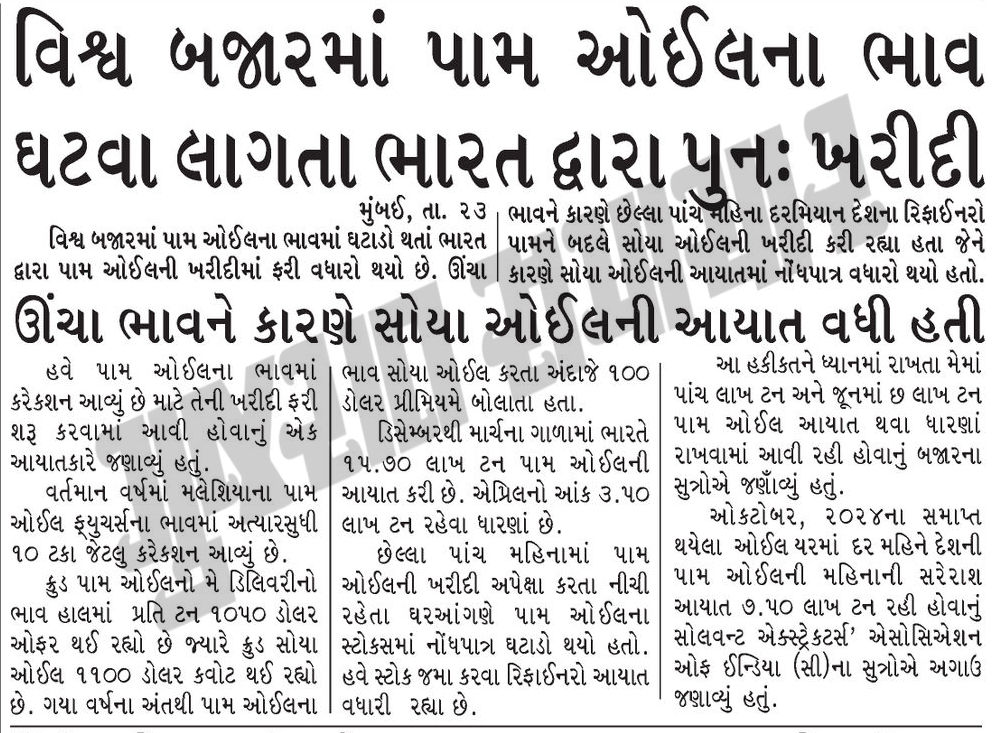 વિશ્વ બજારમાં પામ ઓઈલના ભાવ
ઘટવા લાગતા ભારત દ્વારા પુનઃ ખરીદી
મુંબઈ, તા. ૨૩
વિશ્વ બજારમાં પામ ઓઈલના ભાવમાં ઘટાડો થતાં ભારત
દ્વારા પામ ઓઈલની ખરીદીમાં ફરી વધારો થયો છે. ઊંચા
ભાવને કારણે છેલ્લા પાંચ મહિના દરમિયાન દેશના રિફાઈનરો
પામને બદલે સોયા ઓઈલની ખરીદી કરી રહ્યા હતા જેને
કારણે સોયા ઓઈલની આયાતમાં નોંધપાત્ર વધારો થયો હતો.
ઊંચા ભાવને કારણે સોયા ઓઈલની આયાત વધી હતી
હવે પામ ઓઈલના ભાવમાં
કરેકશન આવ્યું છે માટે તેની ખરીદી ફરી
શરૂ કરવામાં આવી હોવાનું એક
આયાતકારે જણાવ્યું હતું.
વર્તમાન વર્ષમાં મલેશિયાના પામ
ઓઈલ ફ્યુચર્સના ભાવમાં અત્યારસુધી
૧૦ ટકા જેટલુ કરેકશન આવ્યું છે.
ક્રુડ પામ ઓઈલનો મે ડિલિવરીનો
ભાવ હાલમાં પ્રતિ ટન ૧૦૫૦ ડોલર
ઓફર થઈ રહ્યો છે જ્યારે ક્રુડ સોયા
ઓઈલ ૧૧૦૦ ડોલર કવોટ થઈ રહ્યો
છે. ગયા વર્ષના અંતથી પામ ઓઈલના
ભાવ સોયા ઓઈલ કરતા અંદાજે ૧૦૦
ડોલર પ્રીમિયમે બોલાતા હતા.
ડિસેમ્બરથી માર્ચના ગાળામાં ભારતે
૧૫.૭૦ લાખ ટન પામ ઓઈલની
આયાત કરી છે. એપ્રિલનો આંક ૩.૫૦
લાખ ટન રહેવા ધારણાં છે.
છેલ્લા પાંચ મહિનામાં પામ
ઓઈલની ખરીદી અપેક્ષા કરતા નીચી
રહેતા ઘરઆંગણે પામ ઓઈલના
સ્ટોકસમાં નોંધપાત્ર ઘટાડો થયો હતો.
હવે સ્ટોક જમા કરવા રિફાઈનરો આયાત
વધારી રહ્યા છે.
આ હકીકતને ધ્યાનમાં રાખતા મેમાં
પાંચ લાખ ટન અને જૂનમાં છ લાખ ટન
પામ ઓઈલ આયાત થવા ધારણાં
રાખવામાં આવી રહી હોવાનું બજારના
સુત્રોએ જણાઁવ્યું હતું.
ઓકટોબર, ૨૦૨૪ના સમાપ્ત
થયેલા ઓઈલ યરમાં દર મહિને દેશની
પામ ઓઈલની મહિનાની સરેરાશ
આયાત ૭.૫૦ લાખ ટન રહી હોવાનું
સોલવન્ટ એક્સ્ટ્રેકટર્સ' એસોસિએશન
ઓફ ઈન્ડિયા (સી)ના સુત્રોએ અગાઉ
જણાવ્યું હતું.